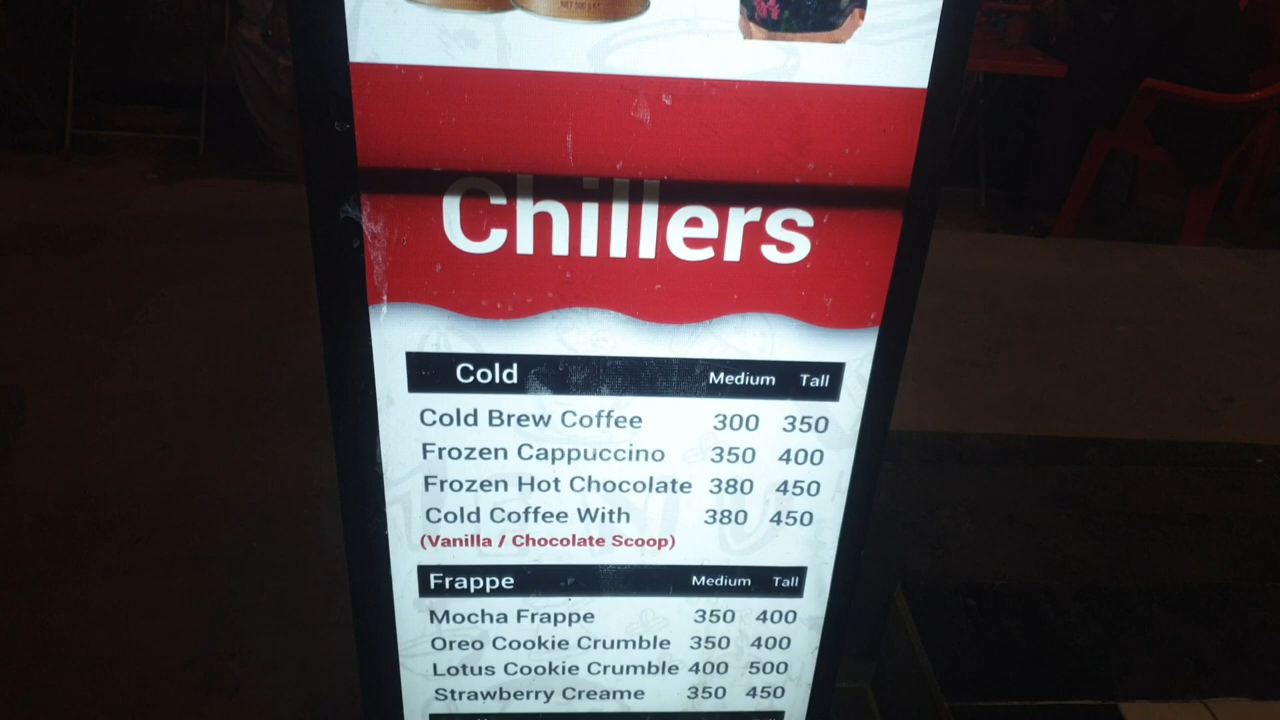 Chillers
Cold Medium Tall
Cold Brew Coffee 300 350
Frozen Cappuccino 350 400
Frozen Hot Chocolate 380 450
Cold Coffee With 380 450
(Vanilla / Chocolate Scoop)
Frappe Medium Tall
Mocha Frappe 350 400
Oreo Cookie Crumble 350 400
Lotus Cookie Crumble 400 500
Strawberry Creame 350 450